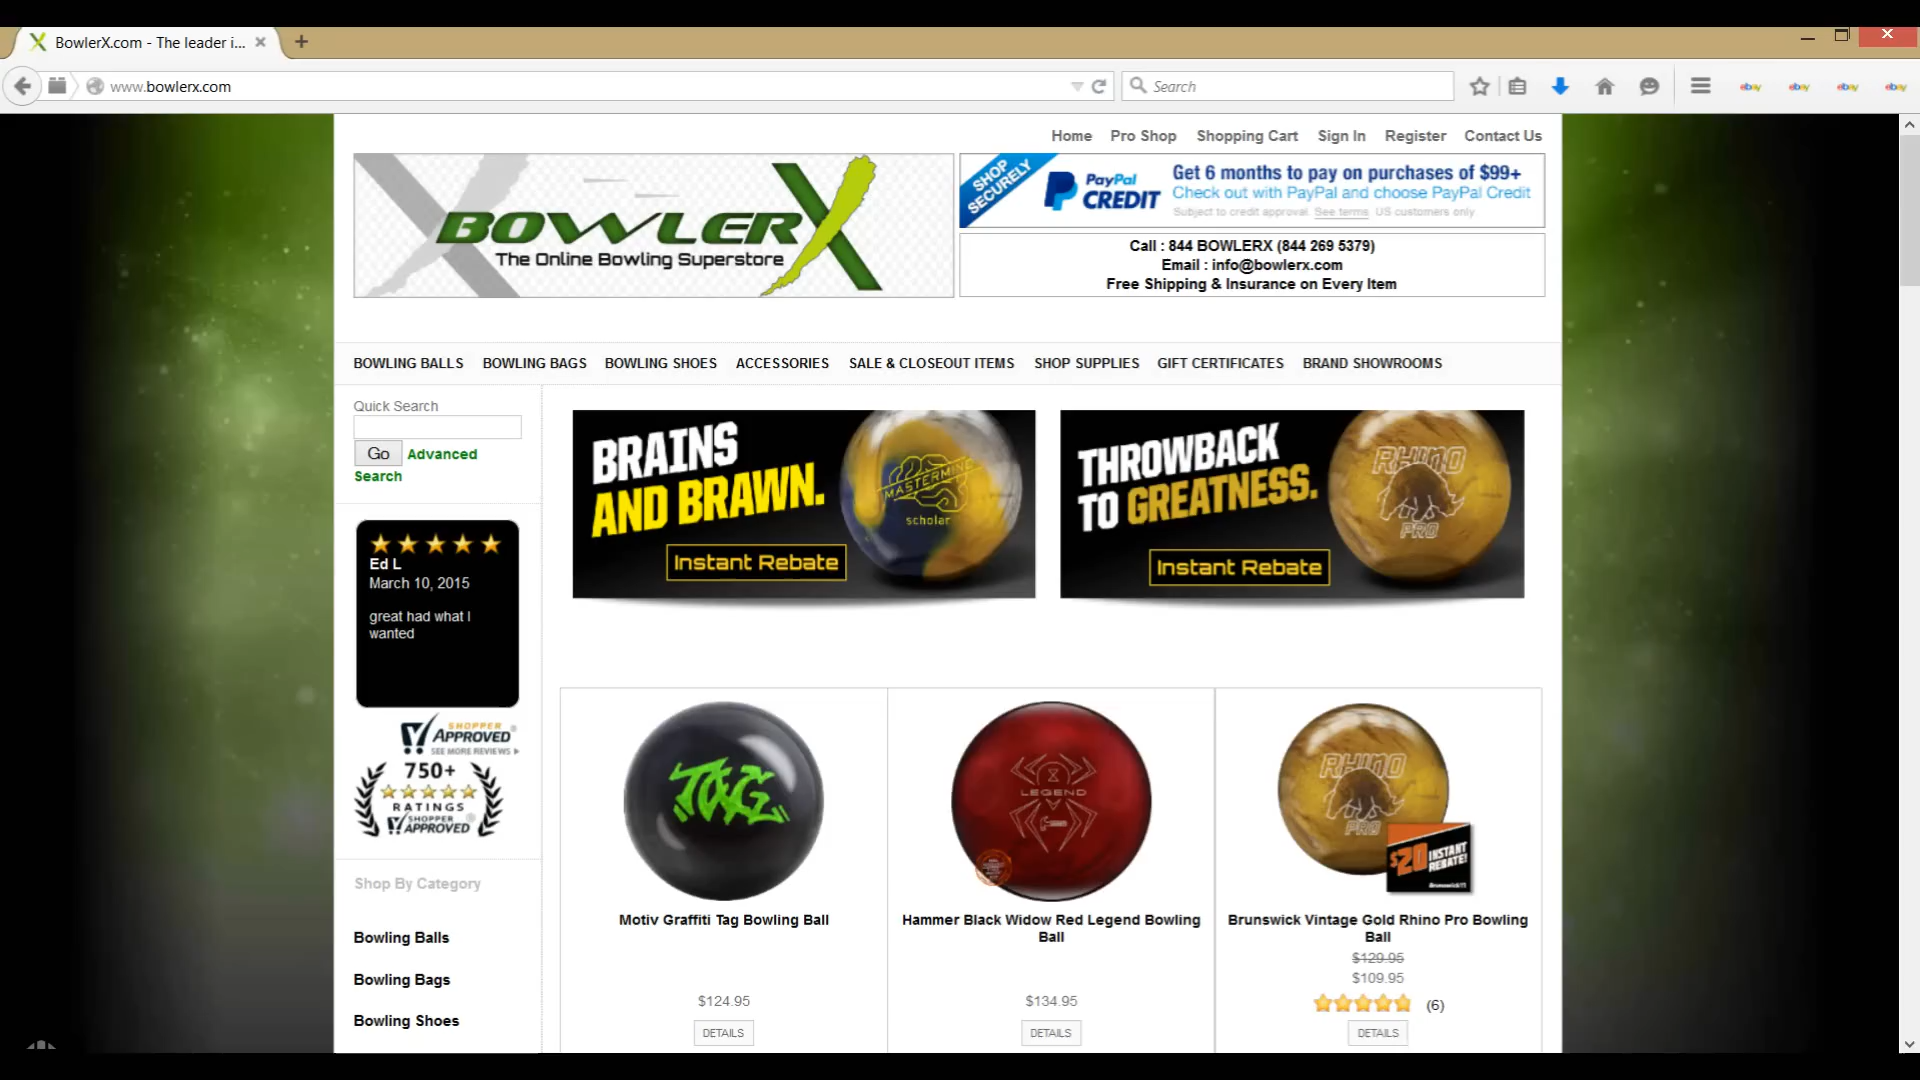 BowlerX.com - The leader i...
www.bowlerx.com
Search
ebay ebay ebay ebay
Home Pro Shop Shopping Cart Sign In Register Contact Us
BOWLERX
The Online Bowling Superstore
SHOP SECURELY
PayPal CREDIT
Get 6 months to pay on purchases of $99+
Check out with PayPal and choose PayPal Credit
Subject to credit approval. See terms US customers only
Call : 844 BOWLERX (844 269 5379)
Email : info@bowlerx.com
Free Shipping & Insurance on Every Item
BOWLING BALLS BOWLING BAGS BOWLING SHOES ACCESSORIES SALE & CLOSEOUT ITEMS SHOP SUPPLIES GIFT CERTIFICATES BRAND SHOWROOMS
Quick Search
Go Advanced
Search
BRAINS
AND BRAWN.
Instant Rebate
MASTERMIND
scholar
THROWBACK
TO GREATNESS.
Instant Rebate
RHINO
PRO
Ed L
March 10, 2015
great had what I
wanted
SHOPPER
APPROVED®
SEE MORE REVIEWS
750+
RATINGS
SHOPPER
APPROVED®
Shop By Category
Bowling Balls
Bowling Bags
Bowling Shoes
TAG
Motiv Graffiti Tag Bowling Ball
$124.95
DETAILS
LEGEND
Hammer Black Widow Red Legend Bowling
Ball
$134.95
DETAILS
RHINO
PRO
$20 INSTANT
REBATE!
Brunswick
Brunswick Vintage Gold Rhino Pro Bowling
Ball
$129.95
$109.95
(6)
DETAILS